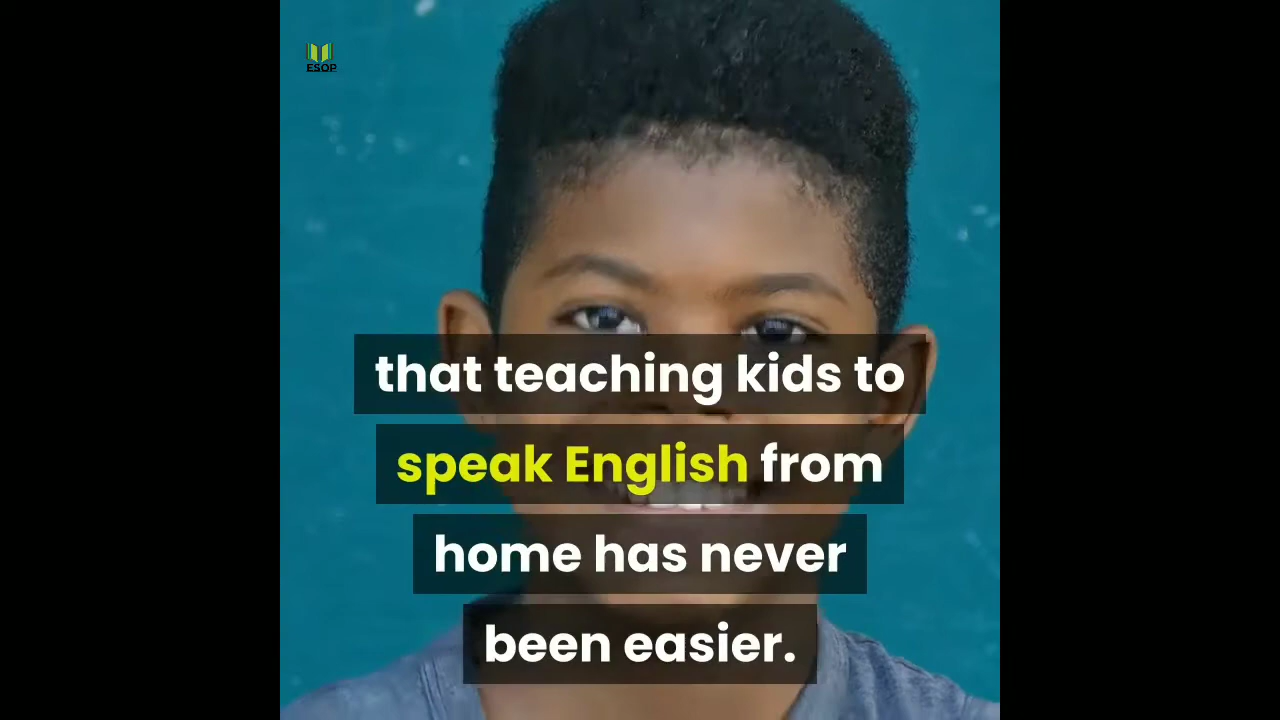 ESOP
that teaching kids to
speak English from
home has never
been easier.